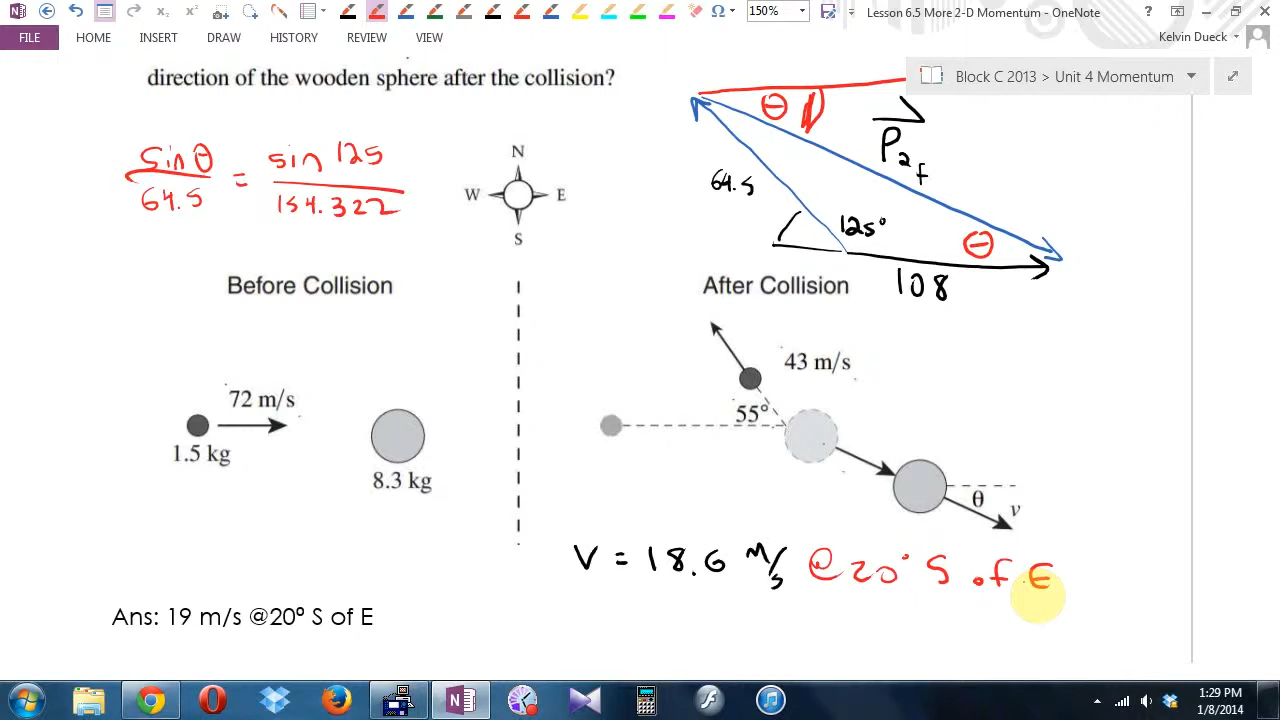 150%
Lesson 6.5 More 2-D Momentum - OneNote
FILE HOME INSERT DRAW HISTORY REVIEW VIEW
Kelvin Dueck
Block C 2013 > Unit 4 Momentum
direction of the wooden sphere after the collision?
sin θ / 64.5 = sin 125 / 154.322
N
W E
S
θ
P2f
64.5
125°
θ
108
Before Collision
After Collision
72 m/s
1.5 kg
8.3 kg
43 m/s
55°
θ
v
V = 18.6 m/s @ 20° S of E
Ans: 19 m/s @20º S of E
1:29 PM
1/8/2014